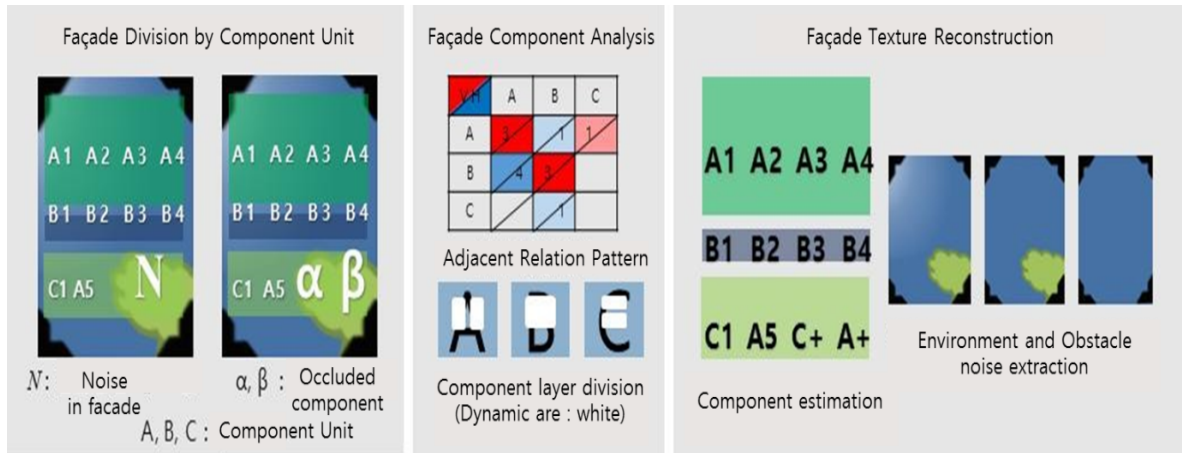 Façade Division by Component Unit
A1 A2 A3 A4
B1 B2 B3 B4
C1 A5 N
A1 A2 A3 A4
B1 B2 B3 B4
C1 A5 α β
N: Noise
in facade
α, β : Occluded
component
A, B, C : Component Unit
Façade Component Analysis
V H A B C
A 3 1 1
B 4 3
C 1
Adjacent Relation Pattern
A B C
Component layer division
(Dynamic are : white)
Façade Texture Reconstruction
A1 A2 A3 A4
B1 B2 B3 B4
C1 A5 C+ A+
Component estimation
Environment and Obstacle
noise extraction